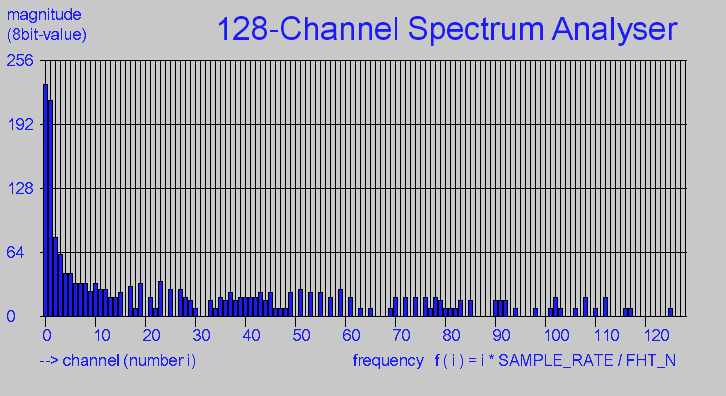 magnitude
(8bit-value)
128-Channel Spectrum Analyser
256
192
128
64
0
0 10 20 30 40 50 60 70 80 90 100 110 120
--> channel (number i)
frequency f ( i ) = i * SAMPLE_RATE / FHT_N